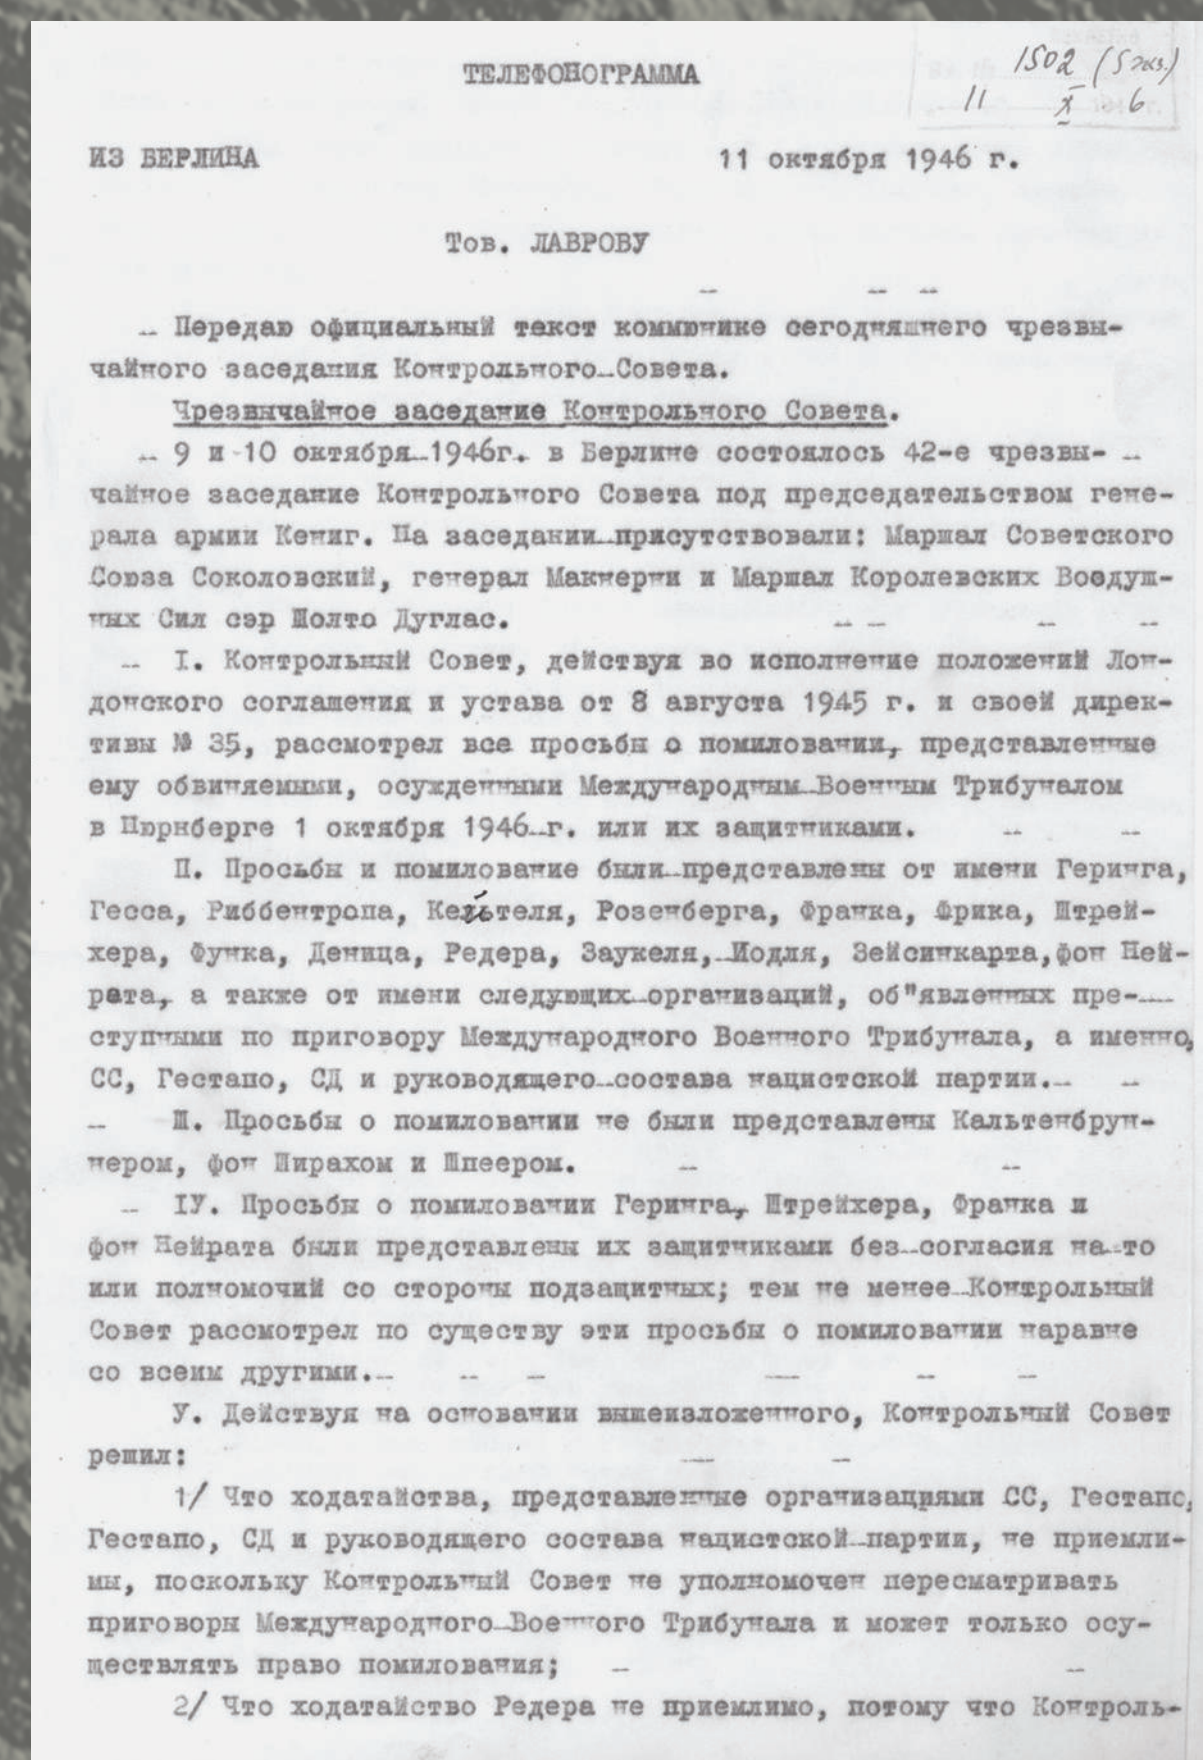 1502 (5 экз.)
11 X 6
ТЕЛЕФОНОГРАММА
ИЗ БЕРЛИНА 11 октября 1946 г.
Тов. ЛАВРОВУ
Передаю официальный текст коммюнике сегодняшнего чрезвы-
чайного заседания Контрольного Совета.
Чрезвычайное заседание Контрольного Совета.
9 и 10 октября 1946г. в Берлине состоялось 42-е чрезвы-
чайное заседание Контрольного Совета под председательством гене-
рала армии Кениг. На заседании присутствовали: Маршал Советского
Союза Соколовский, генерал Макнерни и Маршал Королевских Воздуш-
ных Сил сэр Шолто Дуглас.
I. Контрольный Совет, действуя во исполнение положений Лон-
донского соглашения и устава от 8 августа 1945 г. и своей дирек-
тивы № 35, рассмотрел все просьбы о помиловании, представленные
ему обвиняемыми, осужденными Международным Военным Трибуналом
в Нюрнберге 1 октября 1946 г. или их защитниками.
П. Просьбы и помилование были представлены от имени Геринга,
Гесса, Риббентропа, Кейтеля, Розенберга, Франка, Фрика, Штрей-
хера, Функа, Деница, Редера, Заукеля, Иодля, Зейсинкарта, фон Ней-
рата, а также от имени следующих организаций, об"явленных пре-
ступными по приговору Международного Военного Трибунала, а именно,
СС, Гестапо, СД и руководящего состава нацистской партии.
Ш. Просьбы о помиловании не были представлены Кальтенбрун-
нером, фон Ширахом и Шпеером.
IУ. Просьбы о помиловании Геринга, Штрейхера, Франка и
фон Нейрата были представлены их защитниками без согласия на то
или полномочий со стороны подзащитных; тем не менее Контрольный
Совет рассмотрел по существу эти просьбы о помиловании наравне
со всеим другими.
У. Действуя на основании вышеизложенного, Контрольный Совет
решил:
1/ Что ходатайства, представленные организациями СС, Гестапо,
Гестапо, СД и руководящего состава нацистской партии, не приемли-
мы, поскольку Контрольный Совет не уполномочен пересматривать
приговоры Международного Военного Трибунала и может только осу-
ществлять право помилования;
2/ Что ходатайство Редера не приемлимо, потому что Контроль-